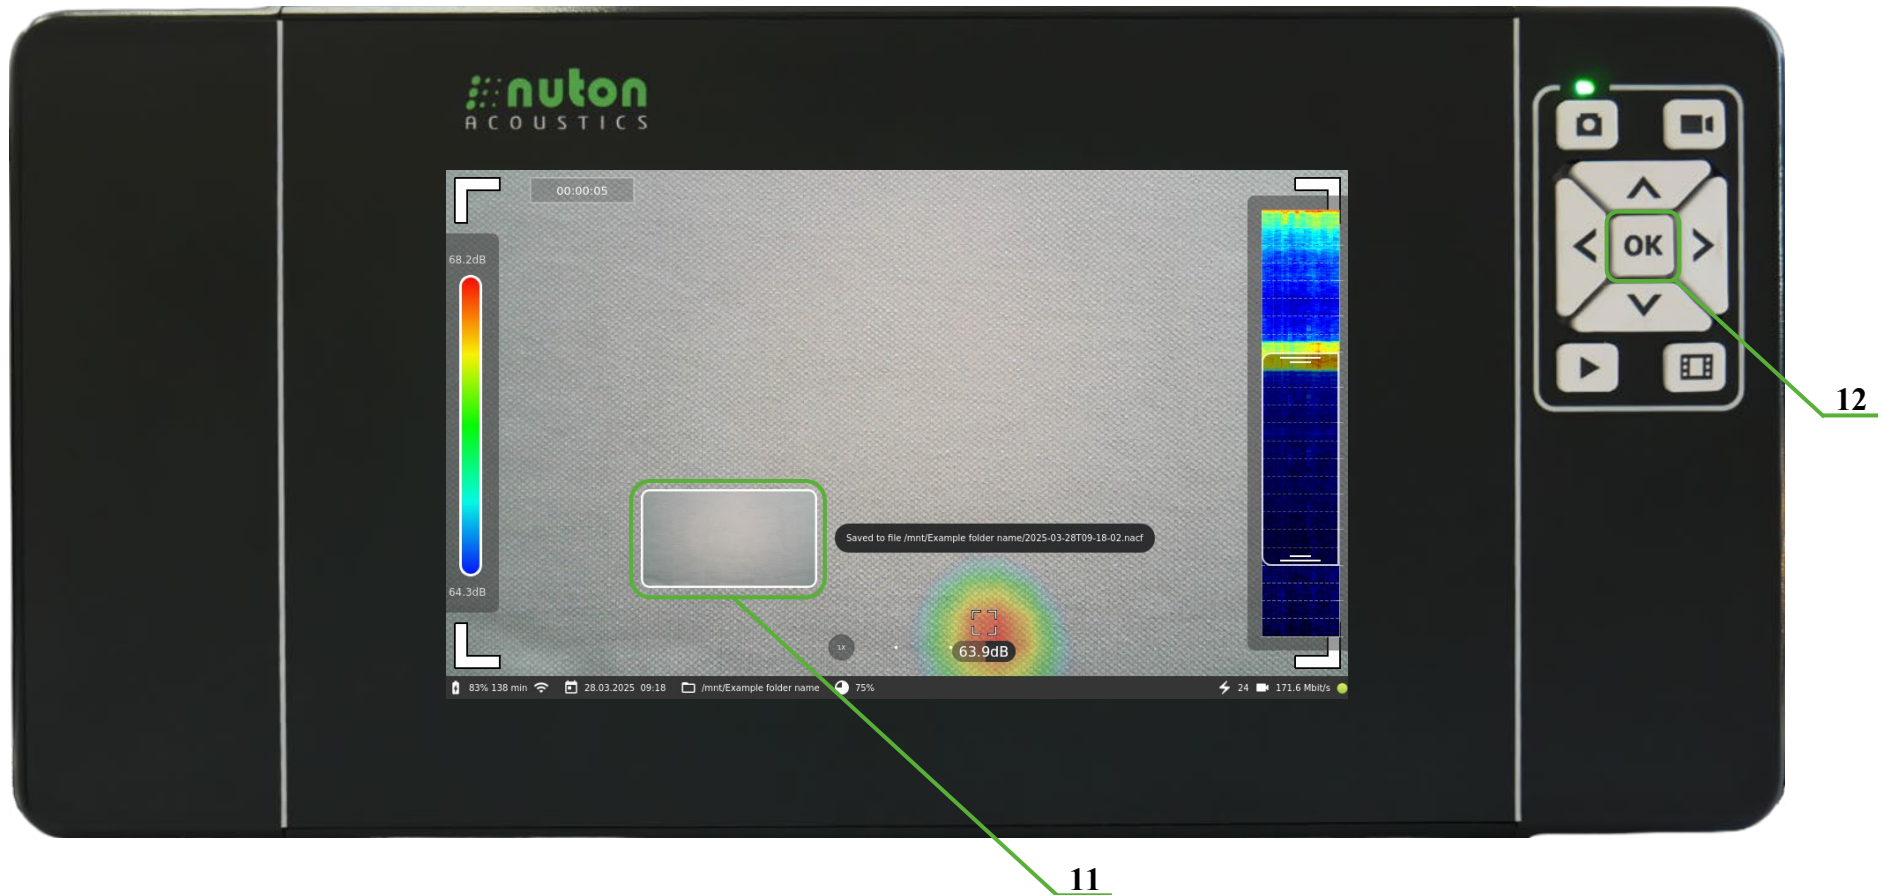 nuton
ACOUSTICS
00:00:05
68.2dB
OK
12
Saved to file /mnt/Example folder name/2025-03-28T09-18-02.nacf
64.3dB
1X
63.9dB
83% 138 min
28.03.2025 09:18
/mnt/Example folder name
75%
24
171.6 Mbit/s
11